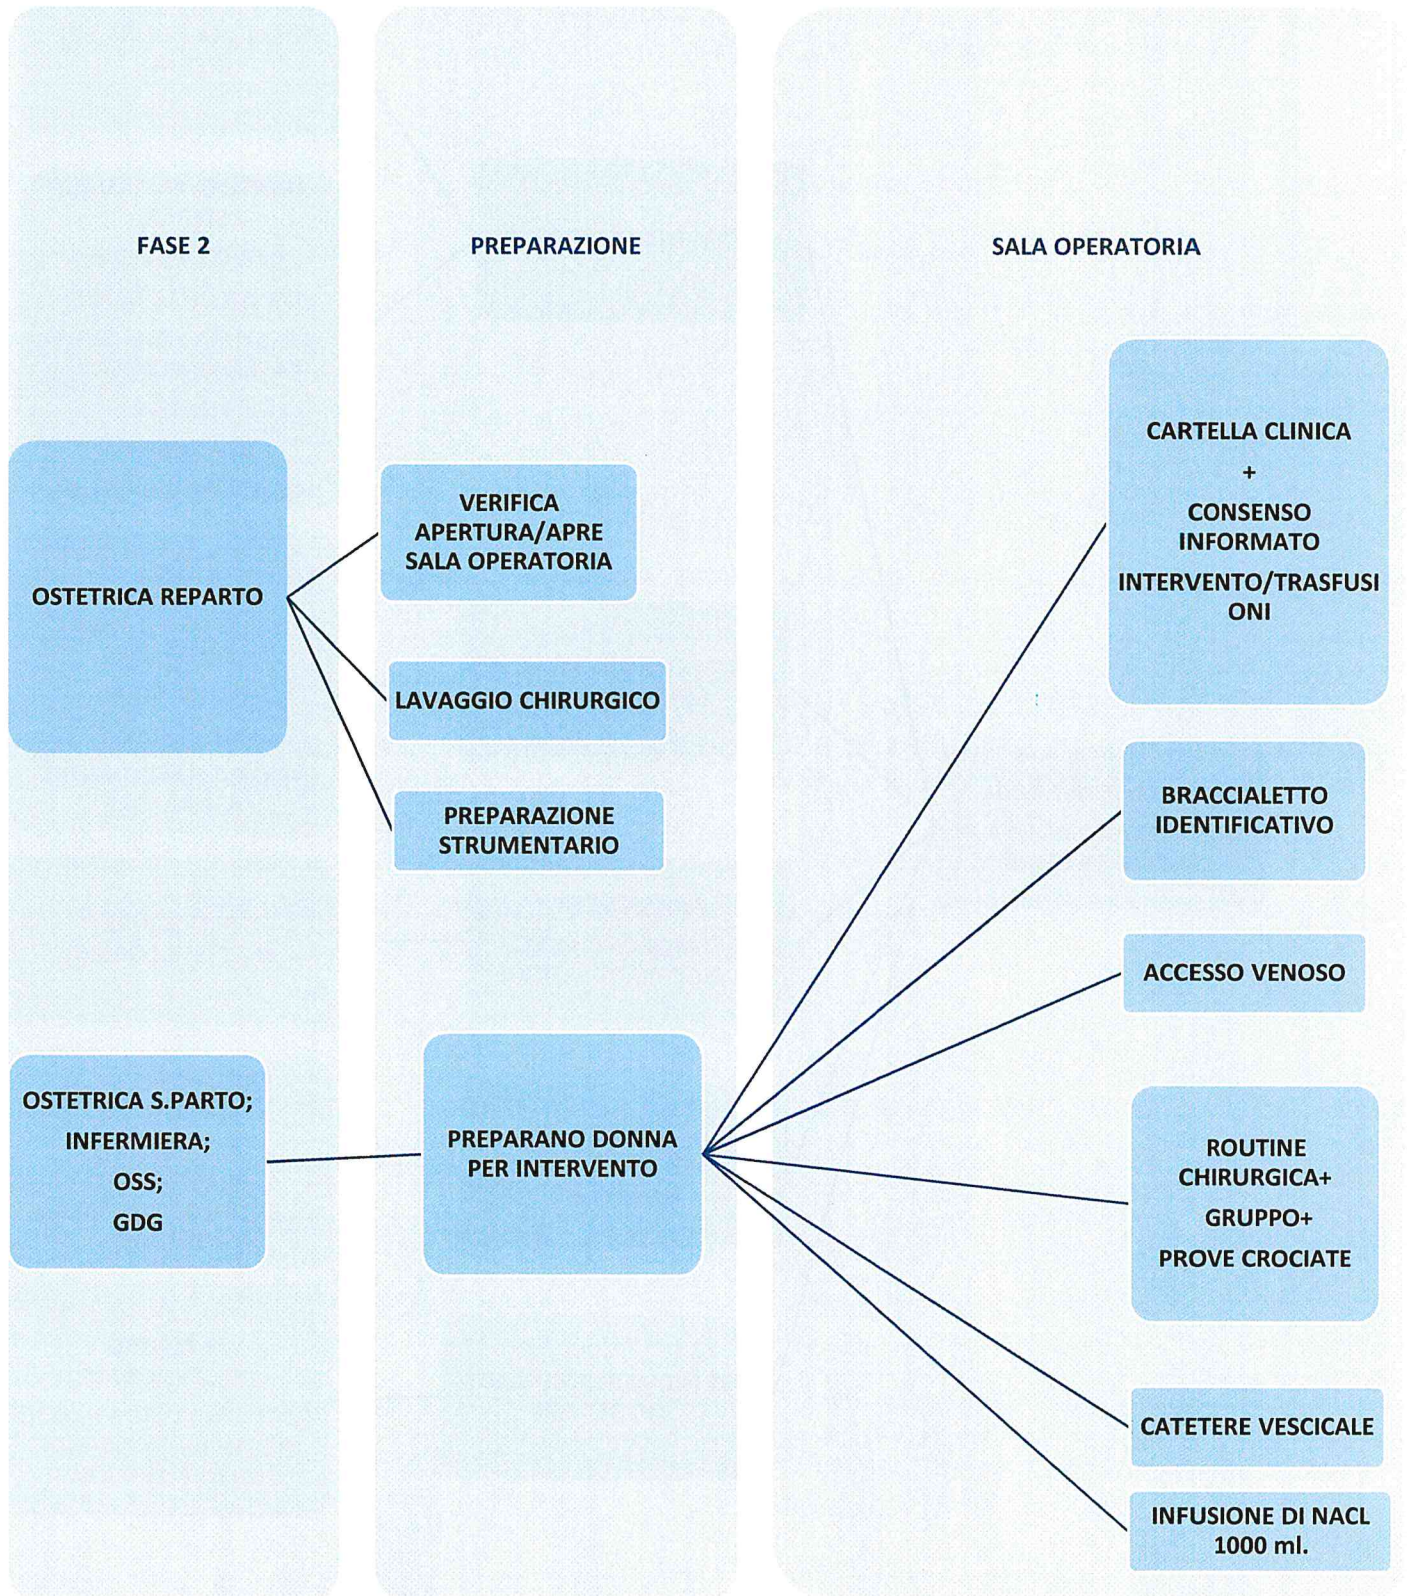 FASE 2
PREPARAZIONE
SALA OPERATORIA
OSTETRICA REPARTO
VERIFICA
APERTURA/APRE
SALA OPERATORIA
LAVAGGIO CHIRURGICO
PREPARAZIONE
STRUMENTARIO
CARTELLA CLINICA
+
CONSENSO
INFORMATO
INTERVENTO/TRASFUSI
ONI
BRACCIALETTO
IDENTIFICATIVO
ACCESSO VENOSO
OSTETRICA S.PARTO;
INFERMIERA;
OSS;
GDG
PREPARANO DONNA
PER INTERVENTO
ROUTINE
CHIRURGICA+
GRUPPO+
PROVE CROCIATE
CATETERE VESCICALE
INFUSIONE DI NACL
1000 ml.